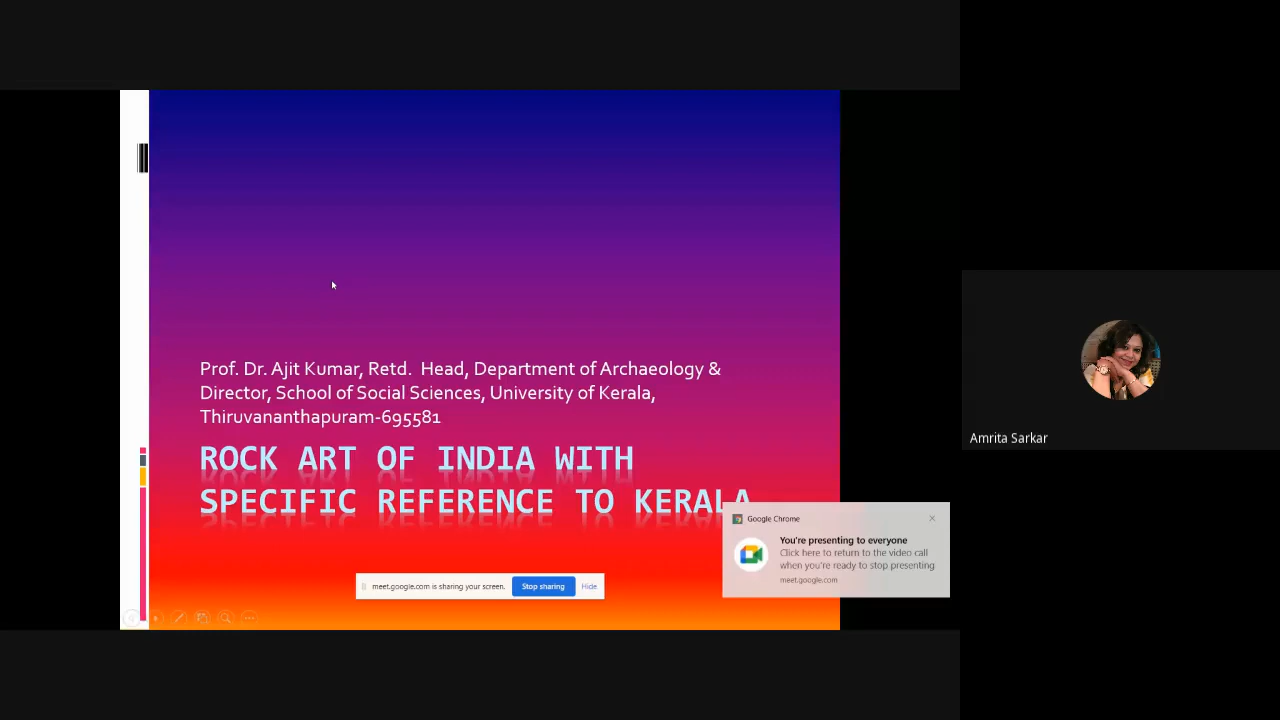 Prof. Dr. Ajit Kumar, Retd. Head, Department of Archaeology &
Director, School of Social Sciences, University of Kerala,
Thiruvananthapuram-695581
ROCK ART OF INDIA WITH
SPECIFIC REFERENCE TO KERALA
Google Chrome
You're presenting to everyone
Click here to return to the video call
when you're ready to stop presenting
meet.google.com
meet.google.com is sharing your screen. Stop sharing Hide
Amrita Sarkar